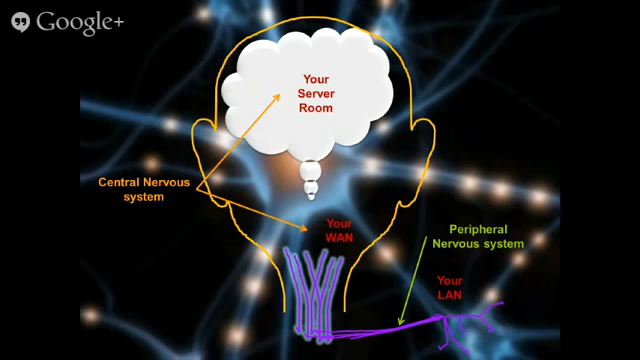 Google+
Your
Server
Room
Central Nervous
system
Your
WAN
Peripheral
Nervous system
Your
LAN